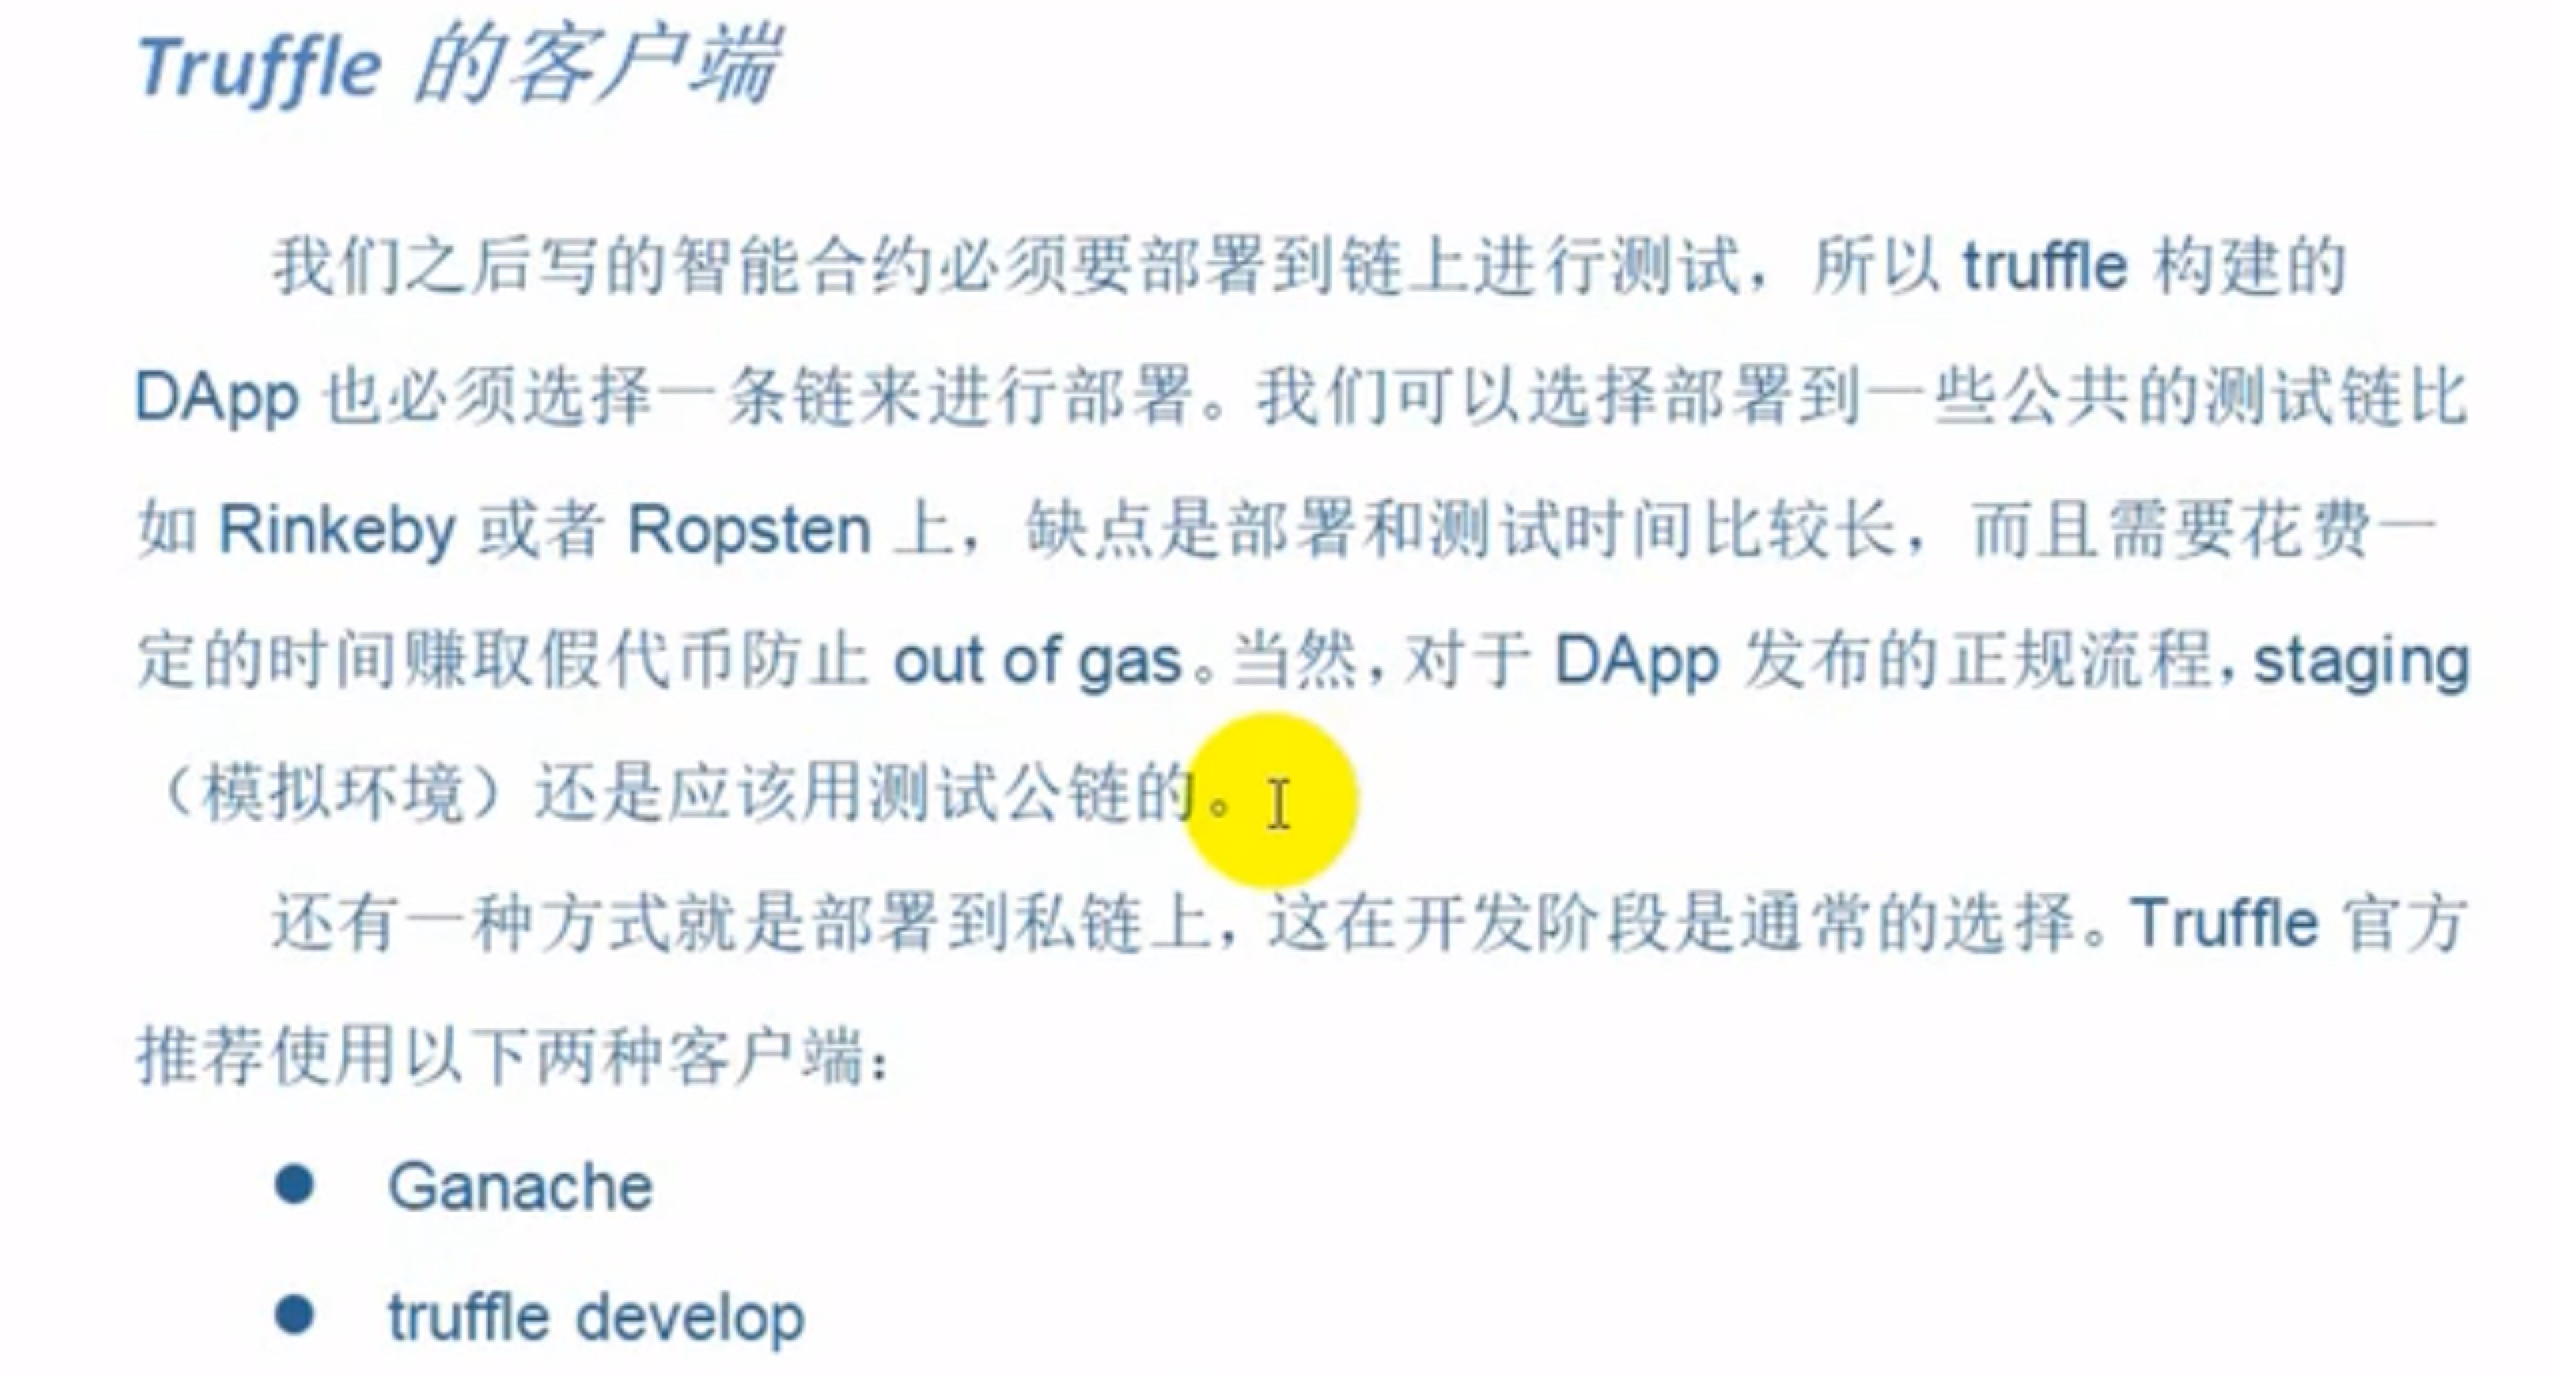 Truffle 的客户端
我们之后写的智能合约必须要部署到链上进行测试，所以 truffle 构建的
DApp 也必须选择一条链来进行部署。我们可以选择部署到一些公共的测试链比
如 Rinkeby 或者 Ropsten 上，缺点是部署和测试时间比较长，而且需要花费一
定的时间赚取假代币防止 out of gas。当然，对于 DApp 发布的正规流程，staging
（模拟环境）还是应该用测试公链的。
还有一种方式就是部署到私链上，这在开发阶段是通常的选择。Truffle 官方
推荐使用以下两种客户端：
● Ganache
● truffle develop